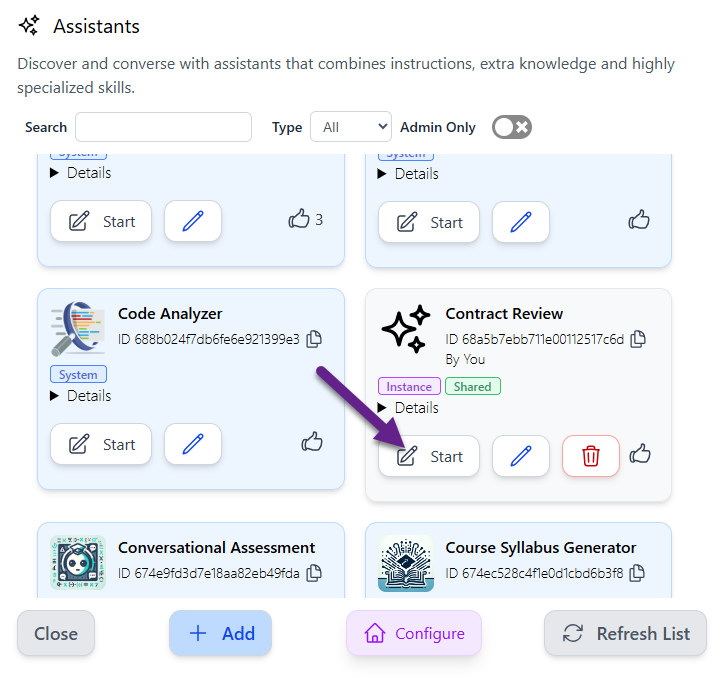 Assistants
Discover and converse with assistants that combines instructions, extra knowledge and highly
specialized skills.
Search
Type All Admin Only
System
Details
Start
3
System
Details
Start
Code Analyzer
ID 688b024f7db6fe6e921399e3
System
Details
Start
Contract Review
ID 68a5b7ebb711e00112517c6d
By You
Instance Shared
Details
Start
Conversational Assessment
ID 674e9fd3d7e18aa82eb49fda
Course Syllabus Generator
ID 674ec528c4f1e0d1cbd6b3f8
Close
Add
Configure
Refresh List